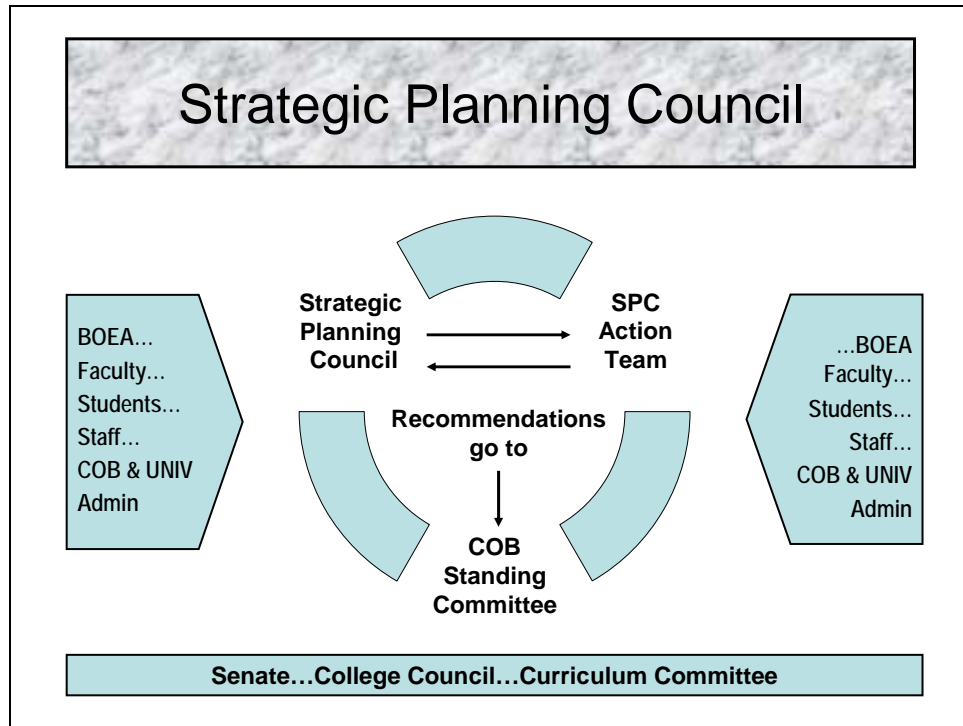 Strategic Planning Council
Strategic
Planning
Council
SPC
Action
Team
BOEA…
Faculty…
Students…
Staff…
COB & UNIV
Admin
Recommendations
go to
COB
Standing
Committee
…BOEA
Faculty…
Students…
Staff…
COB & UNIV
Admin
Senate…College Council…Curriculum Committee